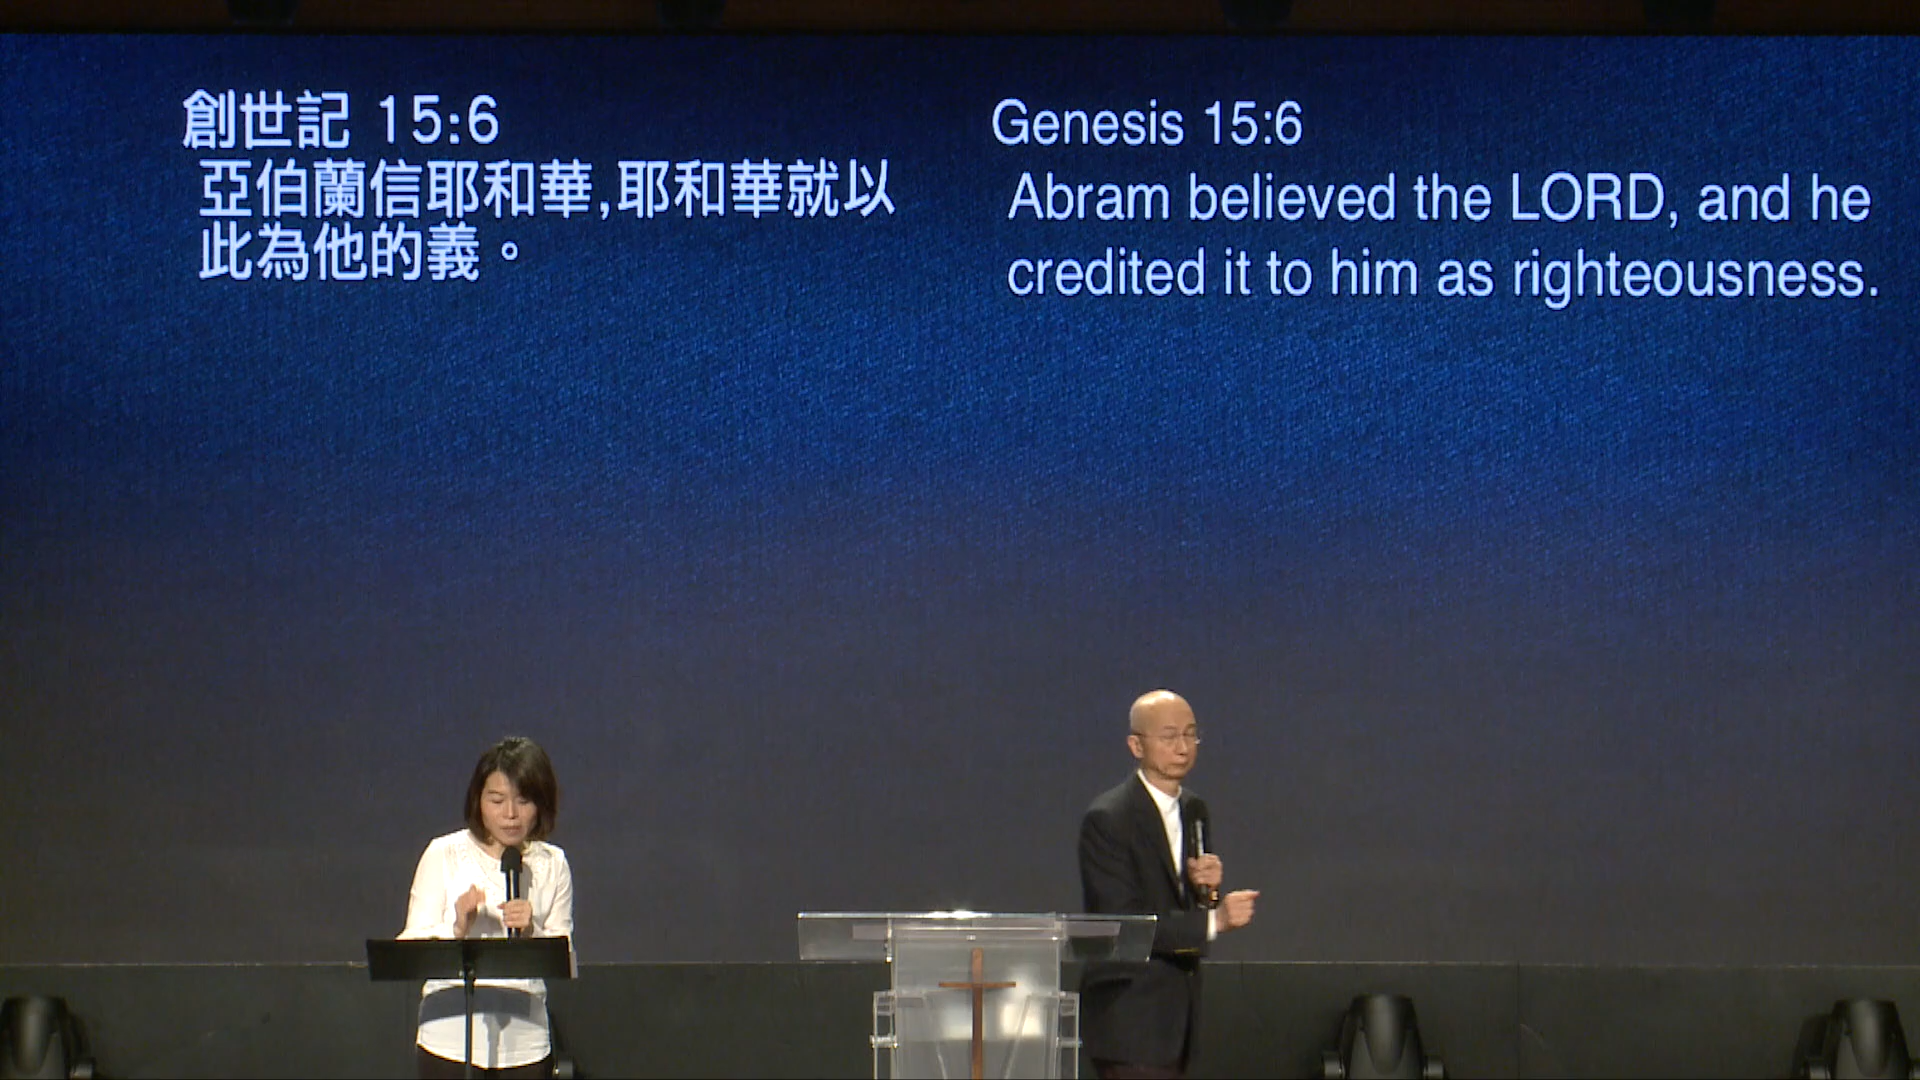 創世記 15:6
亞伯蘭信耶和華,耶和華就以
此為他的義。
Genesis 15:6
Abram believed the LORD, and he
credited it to him as righteousness.